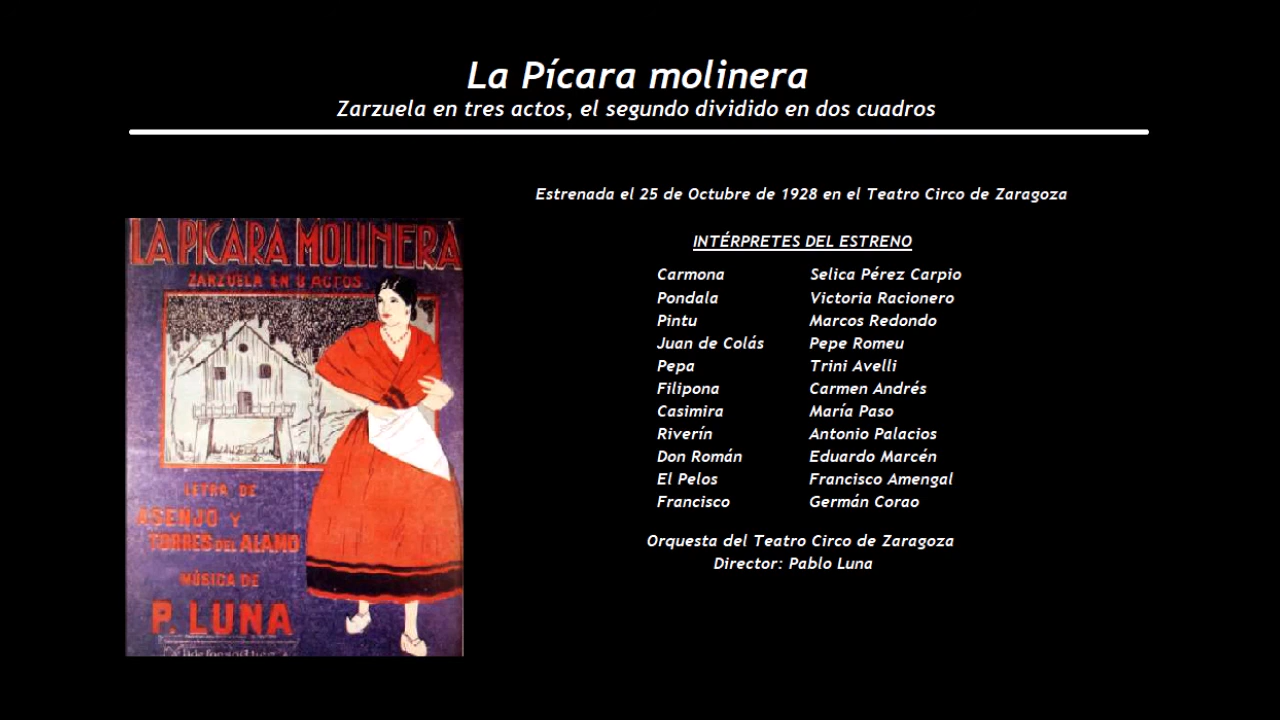 La Pícara molinera
Zarzuela en tres actos, el segundo dividido en dos cuadros
Estrenada el 25 de Octubre de 1928 en el Teatro Circo de Zaragoza
INTÉRPRETES DEL ESTRENO
Carmona Selica Pérez Carpio
Pondala Victoria Racionero
Pintu Marcos Redondo
Juan de Colás Pepe Romeu
Pepa Trini Avelli
Filipona Carmen Andrés
Casimira María Paso
Riverín Antonio Palacios
Don Román Eduardo Marcén
El Pelos Francisco Amengal
Francisco Germán Corao
Orquesta del Teatro Circo de Zaragoza
Director: Pablo Luna
LA PICARA MOLINERA
ZARZUELA EN 3 ACTOS
LETRA DE
ASENJO Y
TORRES DEL ALAMO
MÚSICA DE
P. LUNA